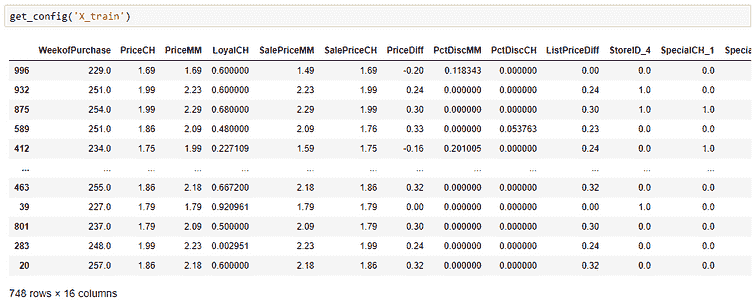 get_config('X_train')
WeekofPurchase PriceCH PriceMM LoyalCH SalePriceMM SalePriceCH PriceDiff PctDiscMM PctDiscCH ListPriceDiff StoreID_4 SpecialCH_1 Specia
996 229.0 1.69 1.69 0.600000 1.49 1.69 -0.20 0.118343 0.000000 0.00 0.0 0.0
932 251.0 1.99 2.23 0.600000 2.23 1.99 0.24 0.000000 0.000000 0.24 1.0 0.0
875 254.0 1.99 2.29 0.680000 2.29 1.99 0.30 0.000000 0.000000 0.30 1.0 1.0
589 251.0 1.86 2.09 0.480000 2.09 1.76 0.33 0.000000 0.053763 0.23 0.0 0.0
412 234.0 1.75 1.99 0.227109 1.59 1.75 -0.16 0.201005 0.000000 0.24 0.0 1.0
... ... ... ... ... ... ... ... ... ... ... ... ...
463 255.0 1.86 2.18 0.667200 2.18 1.86 0.32 0.000000 0.000000 0.32 0.0 0.0
39 227.0 1.79 1.79 0.920961 1.79 1.79 0.00 0.000000 0.000000 0.00 1.0 0.0
801 237.0 1.79 2.09 0.500000 2.09 1.79 0.30 0.000000 0.000000 0.30 0.0 0.0
283 248.0 1.99 2.23 0.002951 2.23 1.99 0.24 0.000000 0.000000 0.24 0.0 0.0
20 257.0 1.86 2.18 0.600000 2.18 1.86 0.32 0.000000 0.000000 0.32 0.0 0.0
748 rows × 16 columns